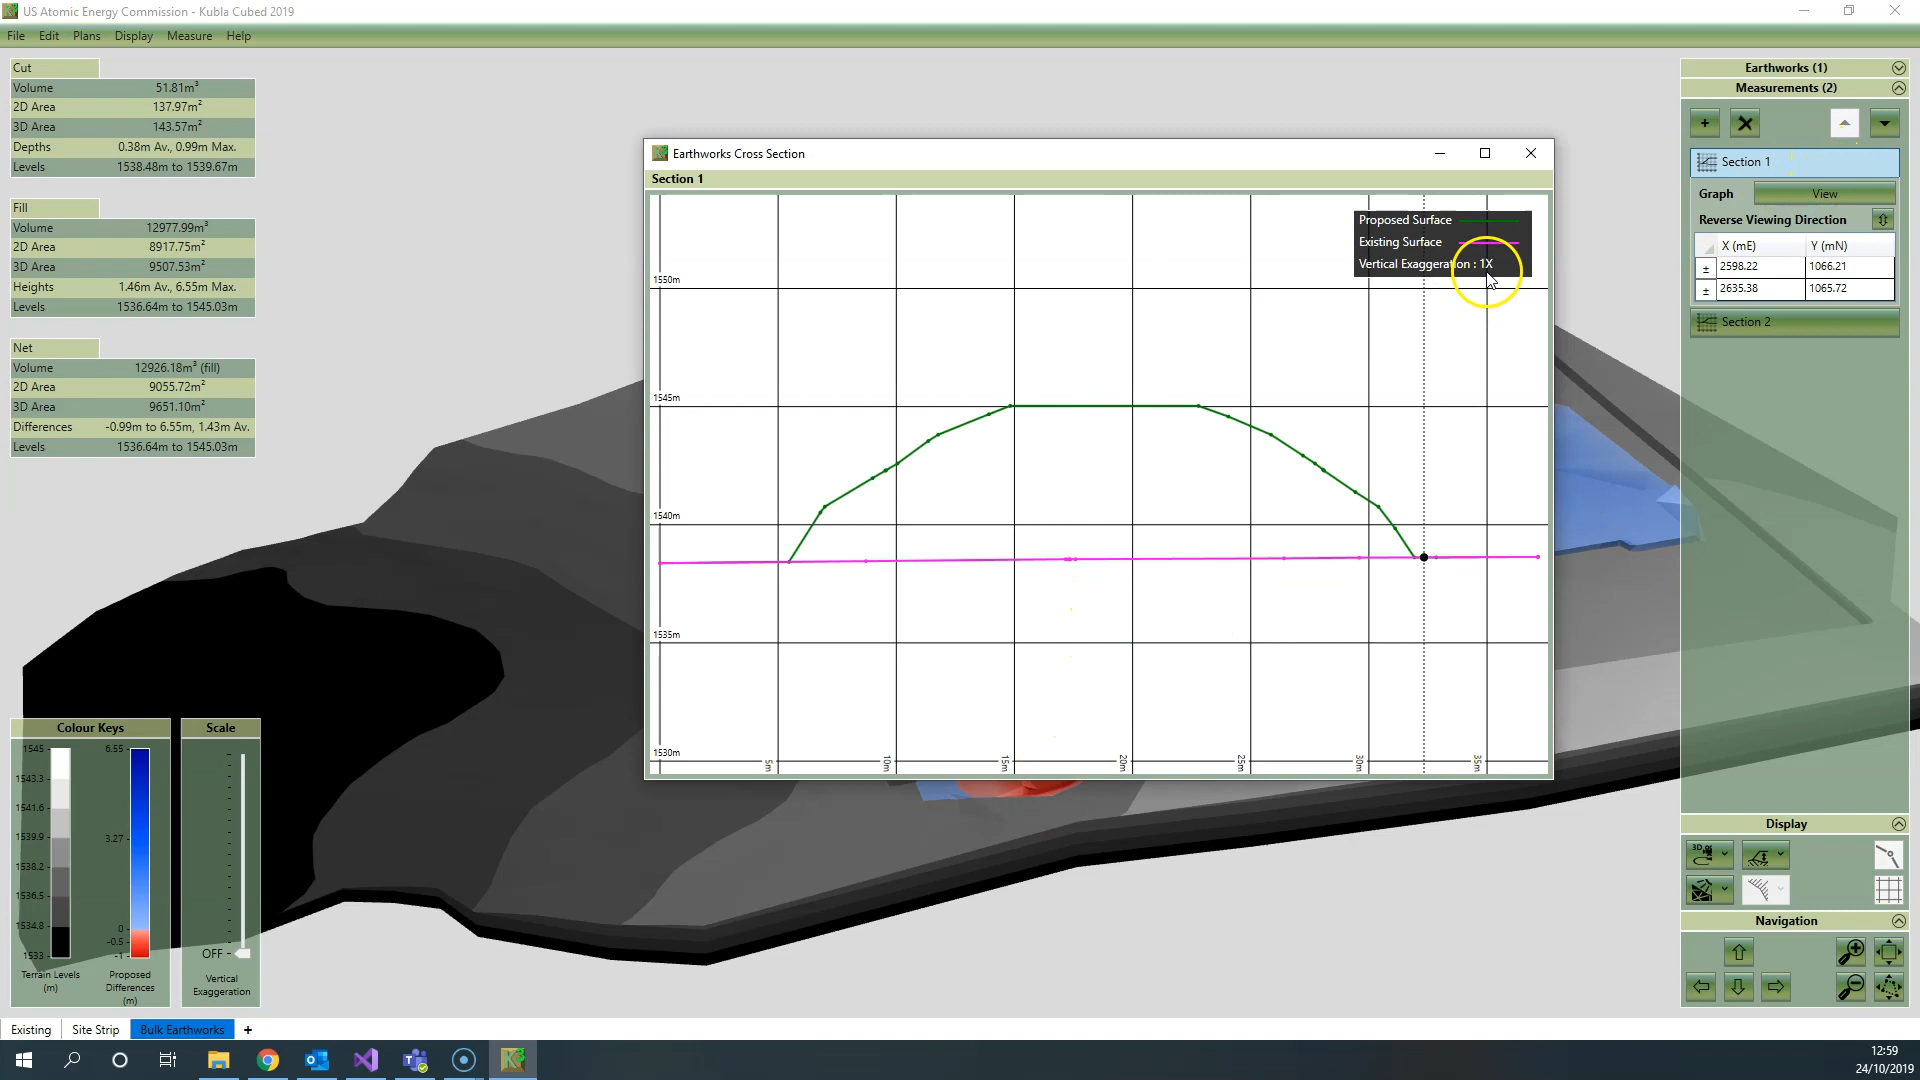 US Atomic Energy Commission - Kubla Cubed 2019
File Edit Plans Display Measure Help
Cut
Volume 51.81m³
2D Area 137.97m²
3D Area 143.57m²
Depths 0.38m Av., 0.99m Max.
Levels 1538.48m to 1539.67m
Fill
Volume 12977.99m³
2D Area 8917.75m²
3D Area 9507.53m²
Heights 1.46m Av., 6.55m Max.
Levels 1536.64m to 1545.03m
Net
Volume 12926.18m³ (fill)
2D Area 9055.72m²
3D Area 9651.10m²
Differences -0.99m to 6.55m, 1.43m Av.
Levels 1536.64m to 1545.03m
Earthworks Cross Section
Section 1
Proposed Surface
Existing Surface
Vertical Exaggeration : 1X
1550m
1545m
1540m
1535m
1530m
5m 10m 15m 20m 25m 30m 35m
Earthworks (1)
Measurements (2)
Section 1
Graph View
Reverse Viewing Direction
X (mE) Y (mN)
± 2598.22 1066.21
± 2635.38 1065.72
Section 2
Display
3D
Navigation
Colour Keys
1545
1543.3
1541.6
1539.9
1538.2
1536.5
1534.8
1533
Terrain Levels
(m)
6.55
3.27
0
-0.5
-1
Proposed
Differences
(m)
Scale
OFF
Vertical
Exaggeration
Existing Site Strip Bulk Earthworks +
12:59
24/10/2019